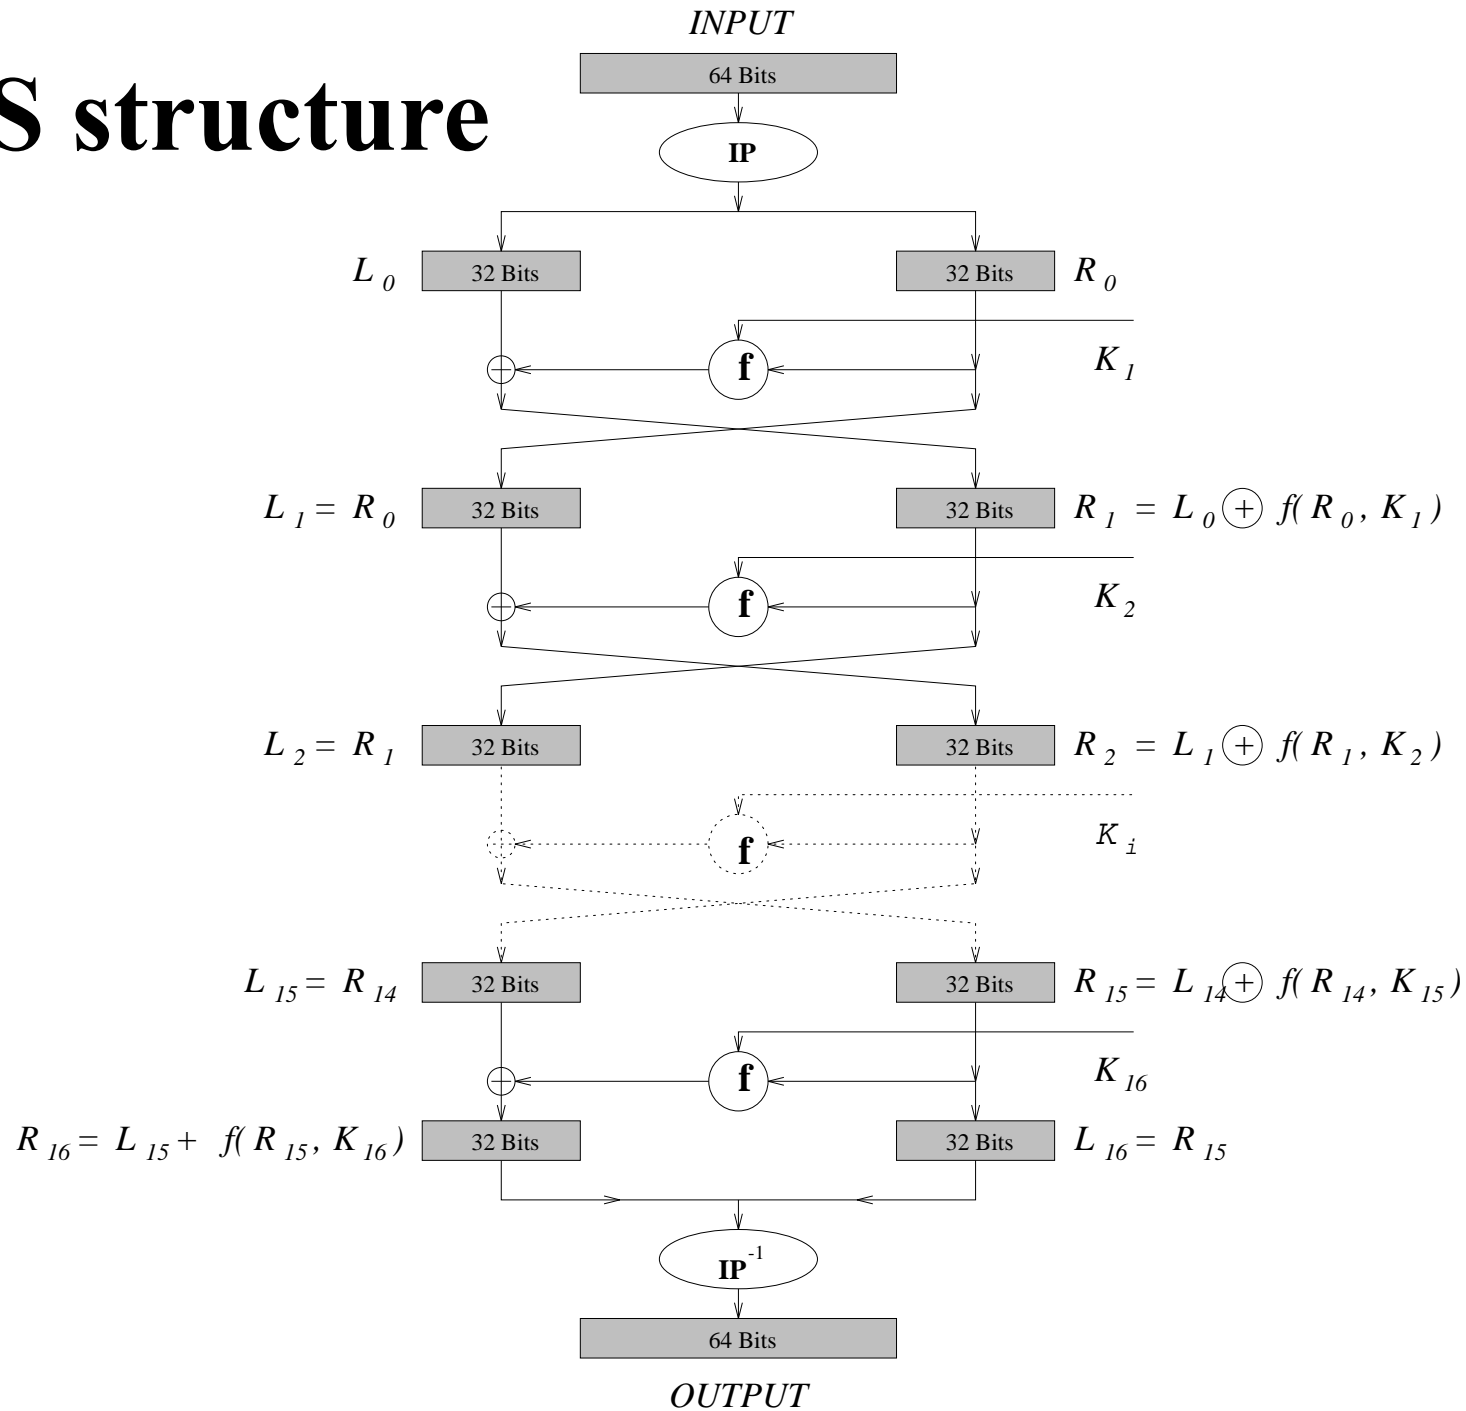 INPUT
64 Bits
S structure
IP
L 0 32 Bits 32 Bits R 0
f K 1
L 1 = R 0 32 Bits 32 Bits R 1 = L 0 ⊕ f( R 0 , K 1 )
f K 2
L 2 = R 1 32 Bits 32 Bits R 2 = L 1 ⊕ f( R 1 , K 2 )
f K i
L 15 = R 14 32 Bits 32 Bits R 15 = L 14 ⊕ f( R 14 , K 15 )
f K 16
R 16 = L 15 + f( R 15 , K 16 ) 32 Bits 32 Bits L 16 = R 15
IP -1
64 Bits
OUTPUT